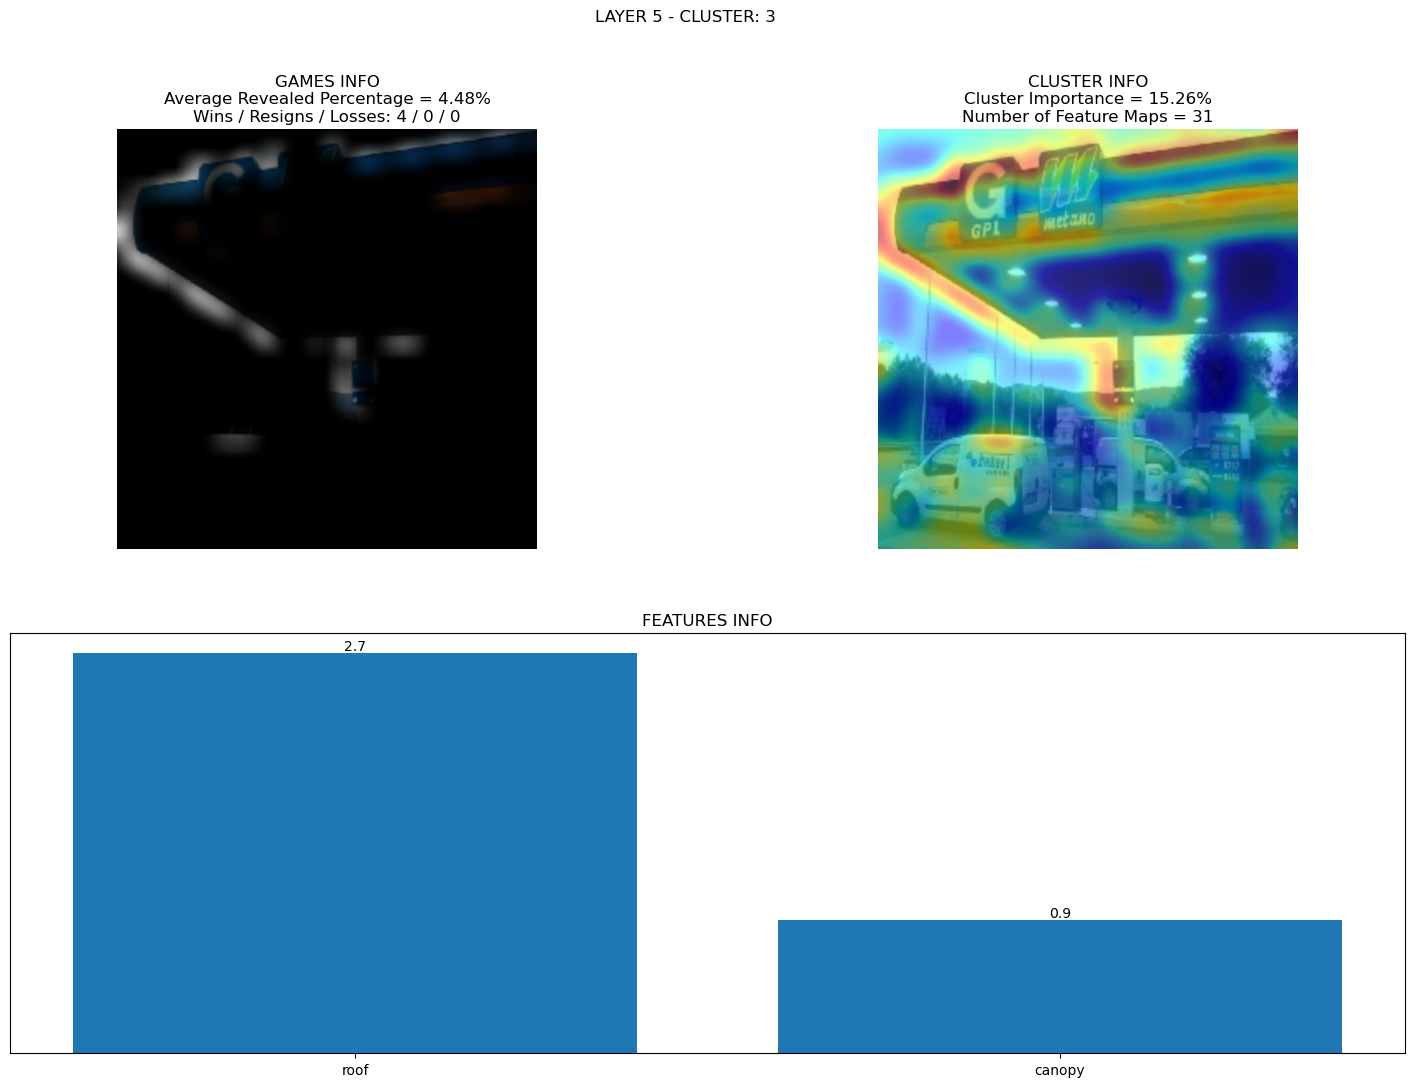 LAYER 5 - CLUSTER: 3
GAMES INFO
Average Revealed Percentage = 4.48%
Wins / Resigns / Losses: 4 / 0 / 0
CLUSTER INFO
Cluster Importance = 15.26%
Number of Feature Maps = 31
G
G
GPL
metano
FEATURES INFO
2.7
0.9
roof
canopy